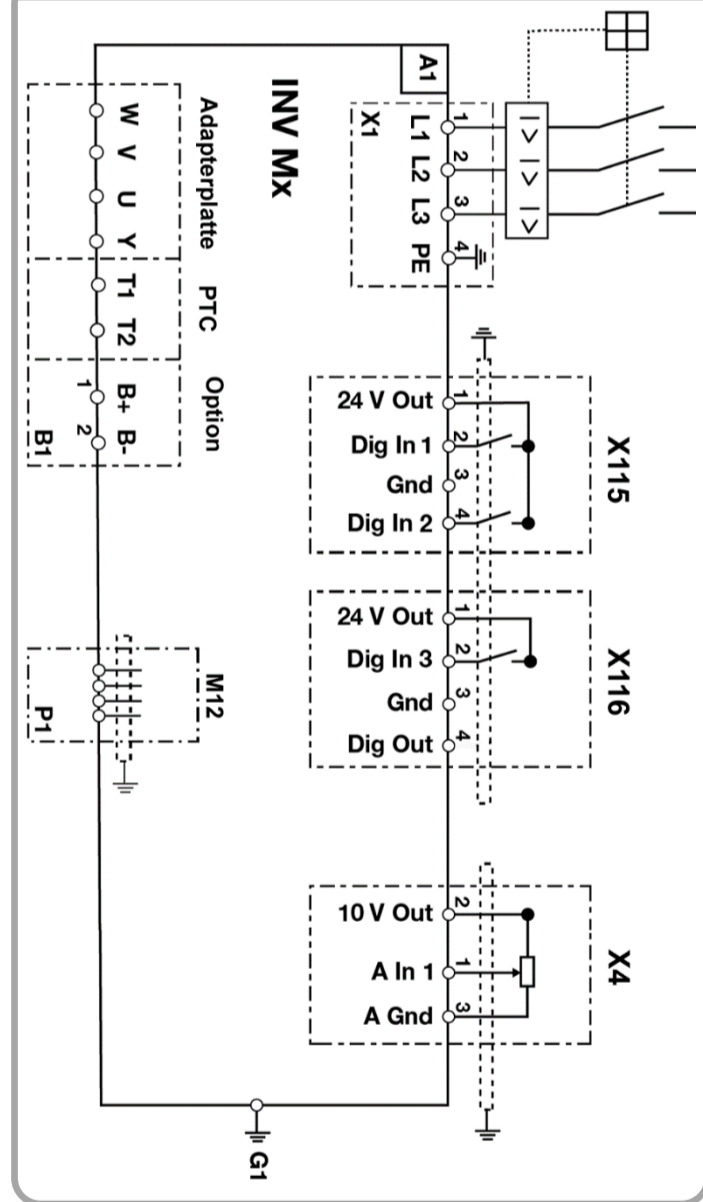 A1
INV Mx
X1
L1 1
L2 2
L3 3
PE 4
I> I> I>
X115
24 V Out 1
Dig In 1 2
Gnd 3
Dig In 2 4
X116
24 V Out 1
Dig In 3 2
Gnd 3
Dig Out 4
X4
10 V Out 2
A In 1 1
A Gnd 3
G1
Adapterplatte PTC Option
W V U Y T1 T2 B+ B-
1 2
B1
M12
P1